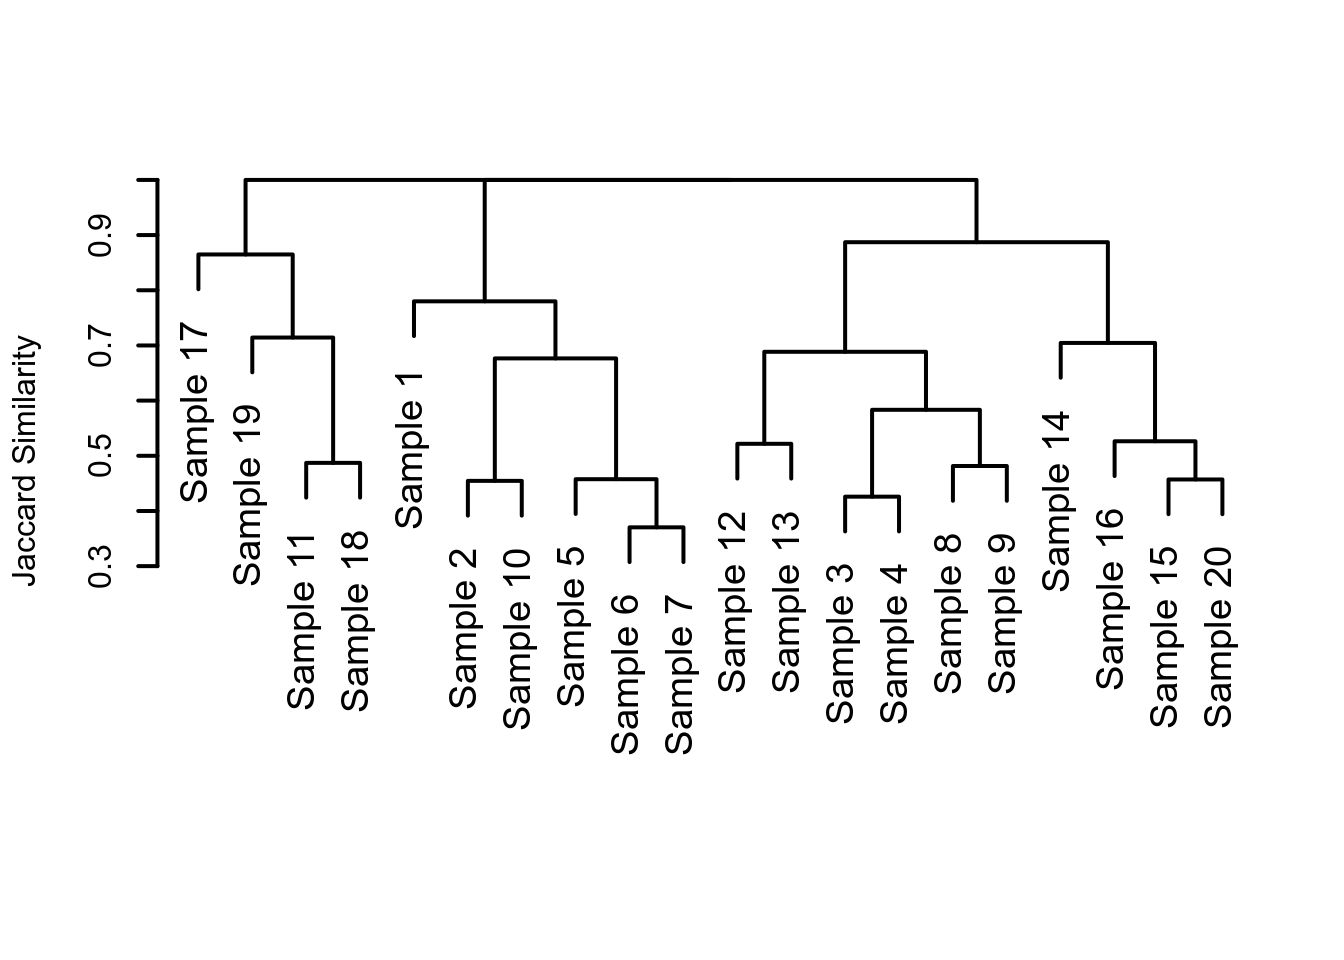 Jaccard Similarity
0.9
0.7
0.5
0.3
Sample 17
Sample 19
Sample 11
Sample 18
Sample 1
Sample 2
Sample 10
Sample 5
Sample 6
Sample 7
Sample 12
Sample 13
Sample 3
Sample 4
Sample 8
Sample 9
Sample 14
Sample 16
Sample 15
Sample 20